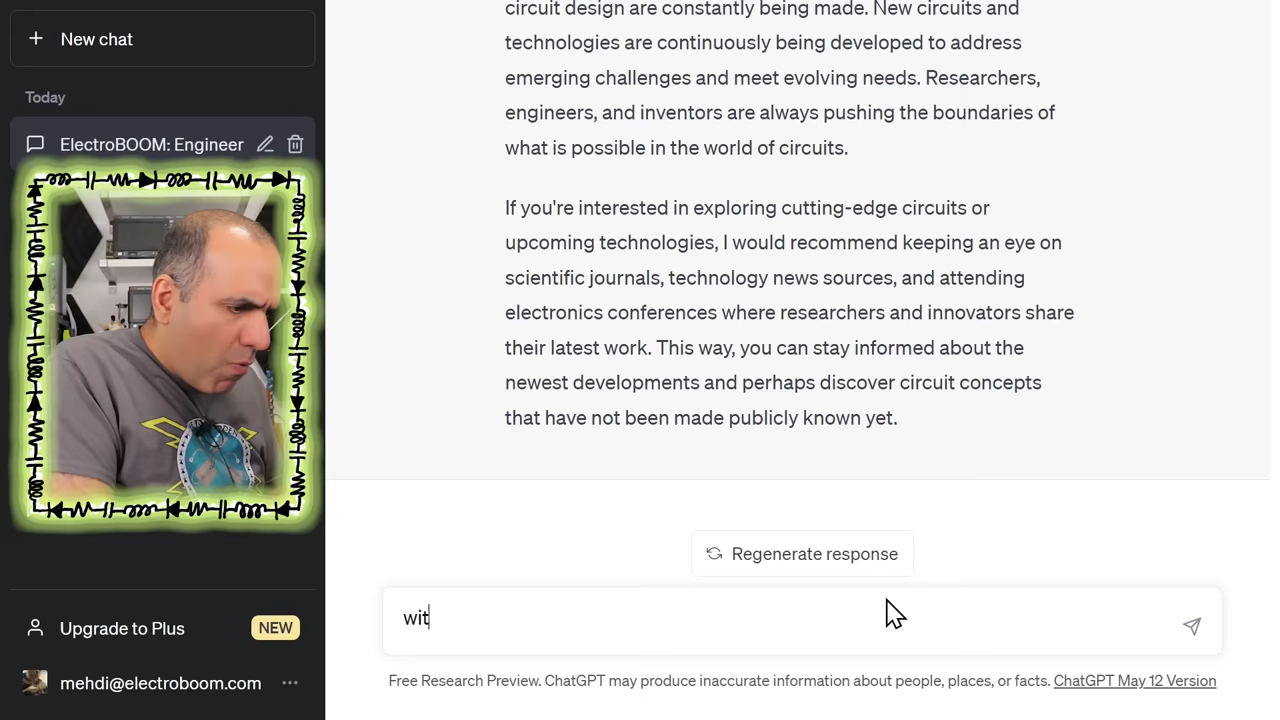 New chat
Today
ElectroBOOM: Engineer
circuit design are constantly being made. New circuits and
technologies are continuously being developed to address
emerging challenges and meet evolving needs. Researchers,
engineers, and inventors are always pushing the boundaries of
what is possible in the world of circuits.
If you're interested in exploring cutting-edge circuits or
upcoming technologies, I would recommend keeping an eye on
scientific journals, technology news sources, and attending
electronics conferences where researchers and innovators share
their latest work. This way, you can stay informed about the
newest developments and perhaps discover circuit concepts
that have not been made publicly known yet.
Regenerate response
wit
Upgrade to Plus NEW
mehdi@electroboom.com
Free Research Preview. ChatGPT may produce inaccurate information about people, places, or facts. ChatGPT May 12 Version